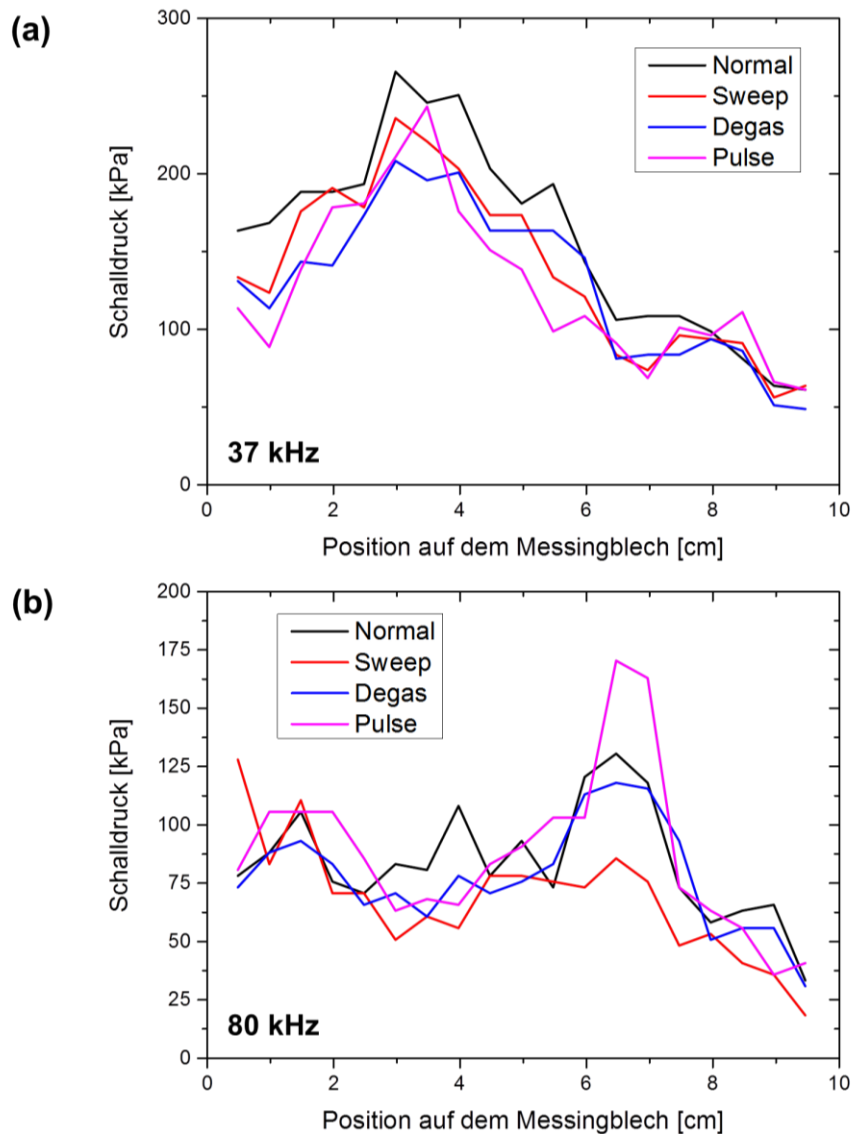 (a)
300
200
100
0
Schalldruck [kPa]
Normal
Sweep
Degas
Pulse
37 kHz
0 2 4 6 8 10
Position auf dem Messingblech [cm]
(b)
200
175
150
125
100
75
50
25
0
Schalldruck [kPa]
Normal
Sweep
Degas
Pulse
80 kHz
0 2 4 6 8 10
Position auf dem Messingblech [cm]